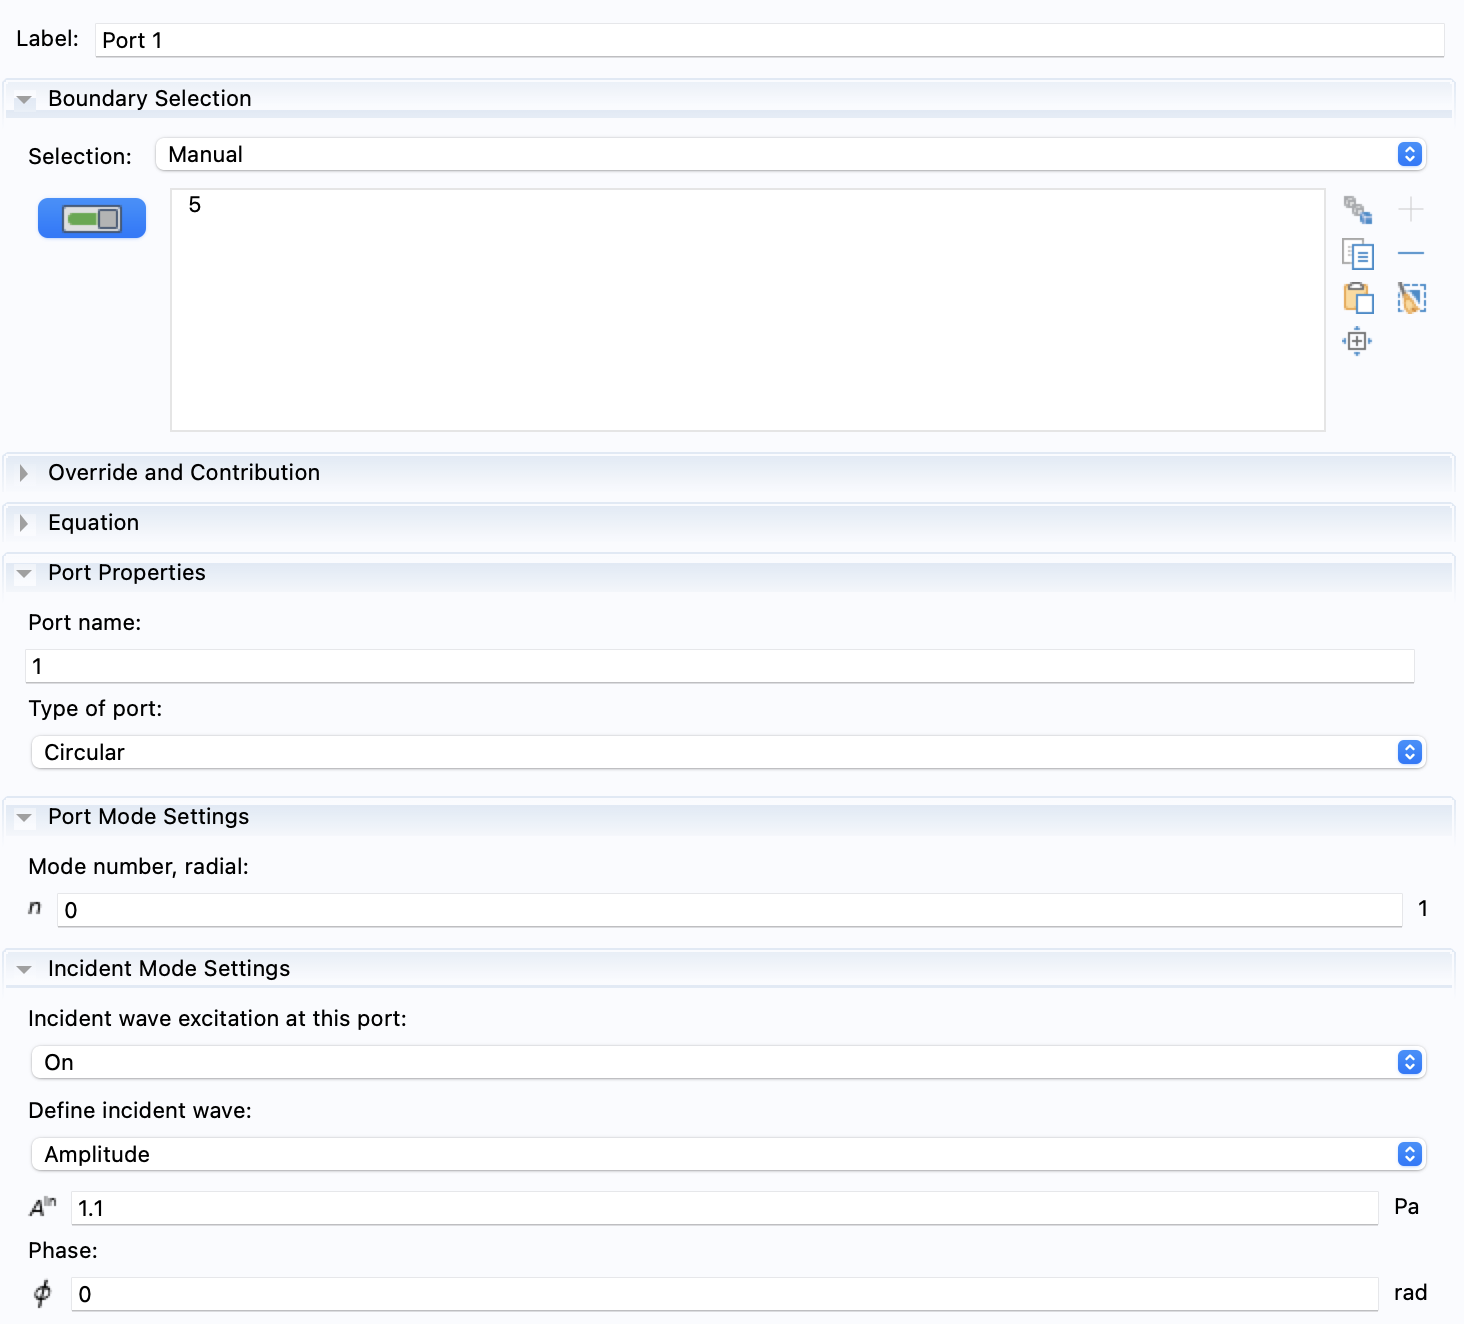 Label: Port 1
Boundary Selection
Selection: Manual
5
Override and Contribution
Equation
Port Properties
Port name:
1
Type of port:
Circular
Port Mode Settings
Mode number, radial:
n 0 1
Incident Mode Settings
Incident wave excitation at this port:
On
Define incident wave:
Amplitude
Aⁱⁿ 1.1 Pa
Phase:
ϕ 0 rad